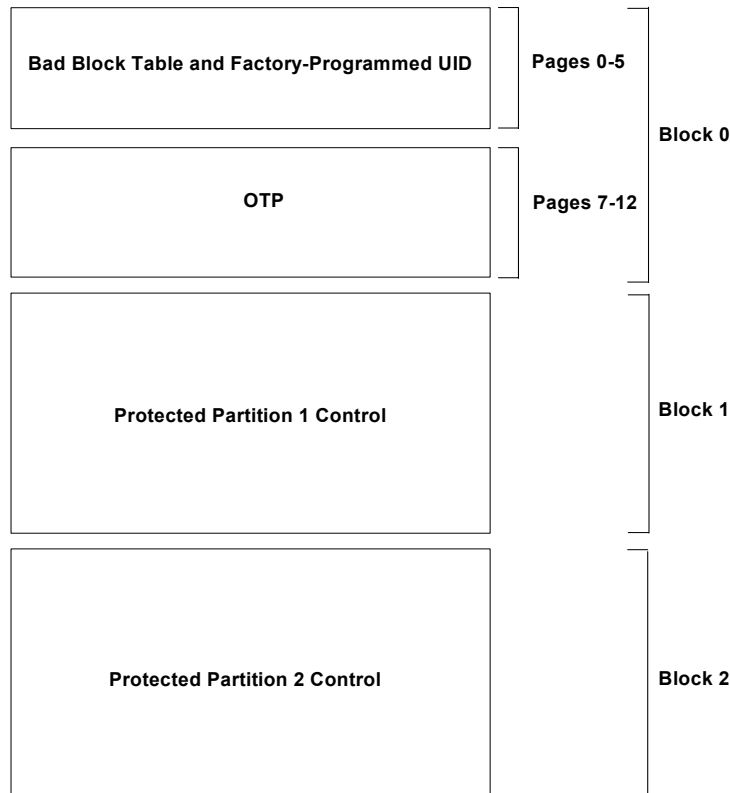 Bad Block Table and Factory-Programmed UID
Pages 0-5
Block 0
OTP
Pages 7-12
Protected Partition 1 Control
Block 1
Protected Partition 2 Control
Block 2